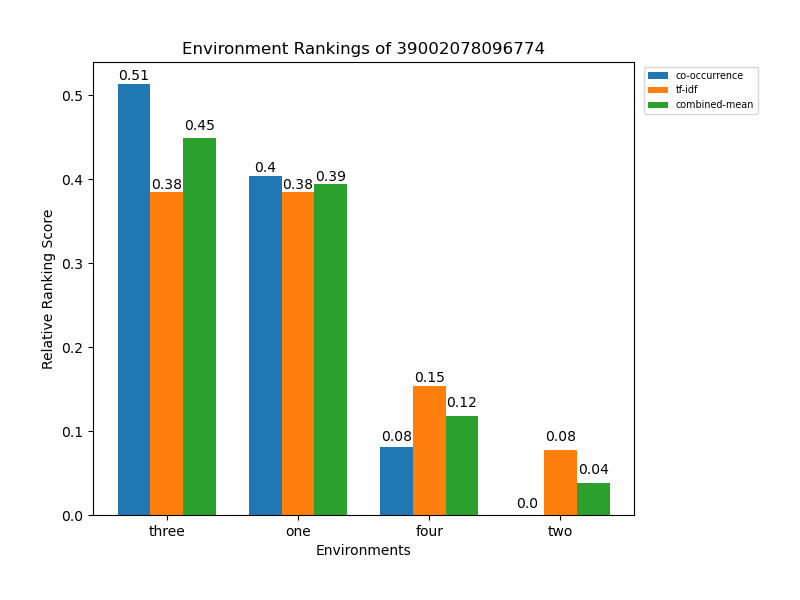 Environment Rankings of 39002078096774
co-occurrence
tf-idf
combined-mean
Relative Ranking Score
0.5
0.4
0.3
0.2
0.1
0.0
0.51
0.38
0.45
0.4
0.38
0.39
0.08
0.15
0.12
0.0
0.08
0.04
three
one
four
two
Environments